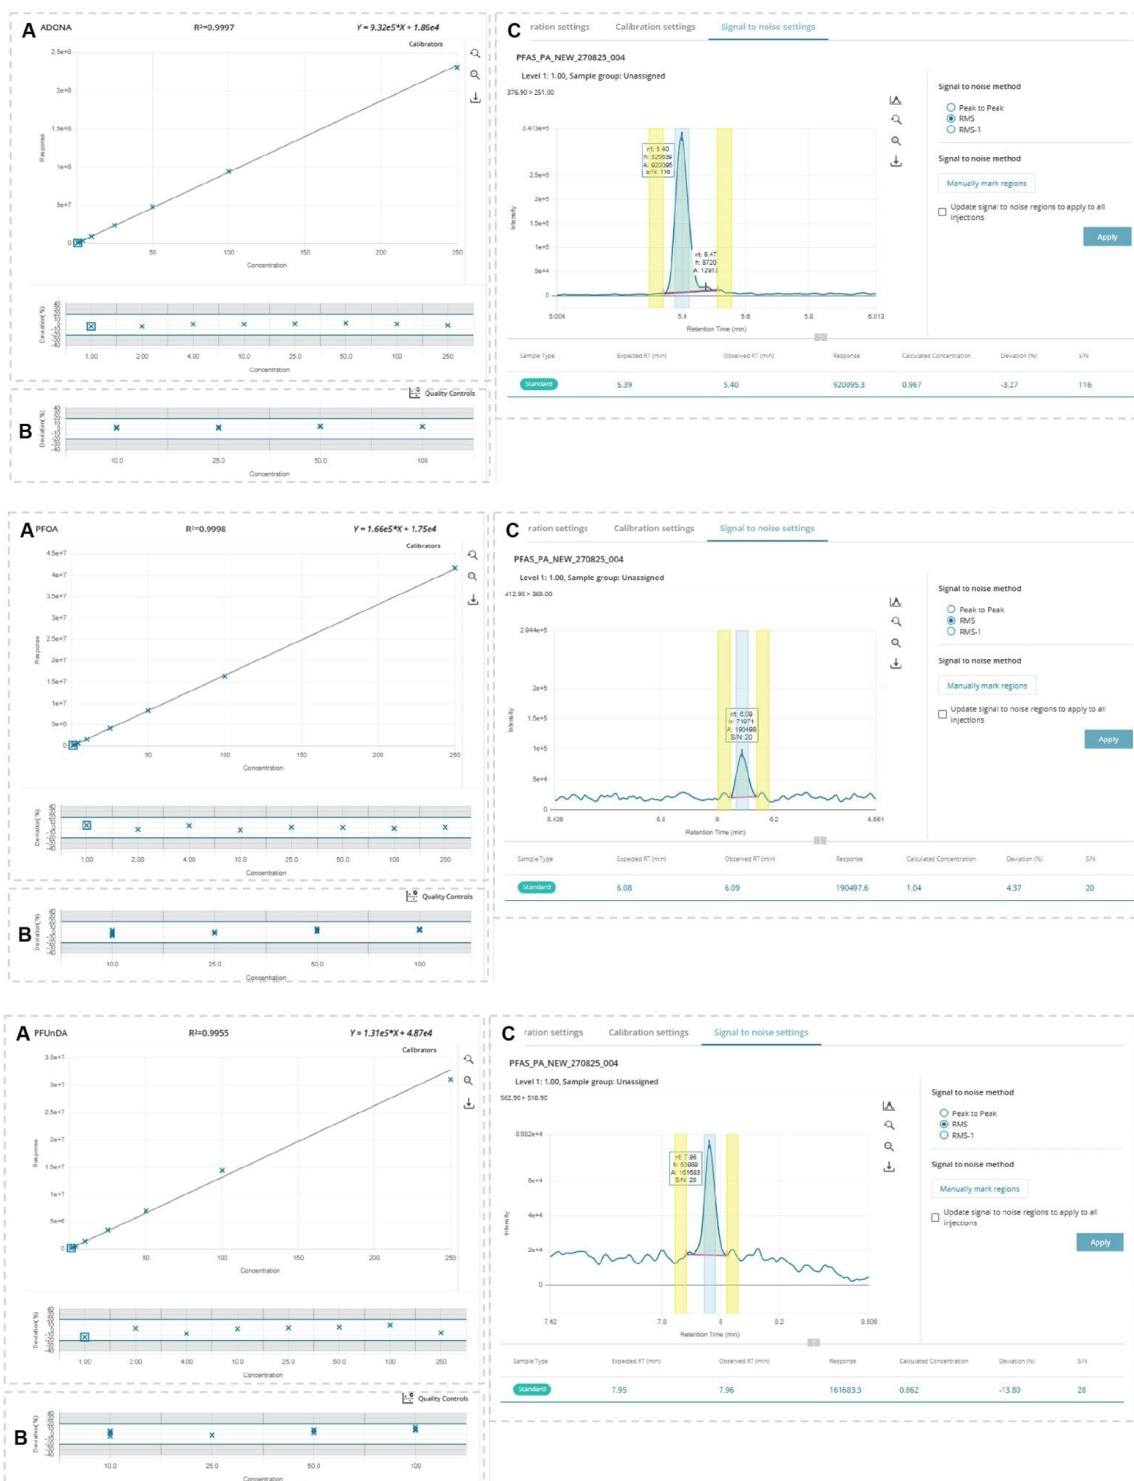 A ADONA R²=0.9997 Y = 9.32e5*X + 1.86e4
Calibrators
2.5e+8
2e+8
1.5e+8
1e+8
5e+7
0
Response
50 100 150 200 250
Concentration
Deviation(%)
1.00 2.00 4.00 10.0 25.0 50.0 100 250
Concentration
B
Quality Controls
Deviation(%)
10.0 25.0 50.0 100
Concentration
C ration settings Calibration settings Signal to noise settings
PFAS_PA_NEW_270825_004
Level 1: 1.00, Sample group: Unassigned
376.90 > 251.00
3.473e+5
2.5e+5
2e+5
1.5e+5
1e+5
5e+4
0
Intensity
rt: 5.40
A: 920095
S/N: 116
rt: 5.47
h: 8720
5.004 5.4 5.6 5.8 6.013
Retention Time (min)
Signal to noise method
Peak to Peak
RMS
RMS-1
Signal to noise method
Manually mark regions
Update signal to noise regions to apply to all
injections
Apply
Sample Type Expected RT (min) Observed RT (min) Response Calculated Concentration Deviation (%) S/N
Standard 5.39 5.40 920095.3 0.967 -3.27 116
A PFOA R²=0.9998 Y = 1.66e5*X + 1.75e4
Calibrators
4.5e+7
4e+7
3.5e+7
3e+7
2.5e+7
2e+7
1.5e+7
1e+7
5e+6
0
Response
50 100 150 200 250
Concentration
Deviation(%)
1.00 2.00 4.00 10.0 25.0 50.0 100 250
Concentration
B
Quality Controls
Deviation(%)
10.0 25.0 50.0 100
Concentration
C ration settings Calibration settings Signal to noise settings
PFAS_PA_NEW_270825_004
Level 1: 1.00, Sample group: Unassigned
412.90 > 369.00
2.944e+5
2e+5
1.5e+5
1e+5
5e+4
0
Intensity
rt: 6.09
h: 71971
A: 190498
S/N: 20
6 6.2
Retention Time (min)
Signal to noise method
Peak to Peak
RMS
RMS-1
Signal to noise method
Manually mark regions
Update signal to noise regions to apply to all
injections
Apply
Sample Type Expected RT (min) Observed RT (min) Response Calculated Concentration Deviation (%) S/N
Standard 6.08 6.09 190497.6 1.04 4.37 20
A PFUnDA R²=0.9955 Y = 1.31e5*X + 4.87e4
Calibrators
3.5e+7
3e+7
2.5e+7
2e+7
1.5e+7
1e+7
5e+6
0
Response
50 100 150 200 250
Concentration
Deviation(%)
1.00 2.00 4.00 10.0 25.0 50.0 100 250
Concentration
B
Quality Controls
Deviation(%)
10.0 25.0 50.0 100
C ration settings Calibration settings Signal to noise settings
PFAS_PA_NEW_270825_004
Level 1: 1.00, Sample group: Unassigned
562.90 > 518.90
8.682e+4
6e+4
4e+4
2e+4
0
Intensity
rt: 7.96
h: 63989
A: 161683
S/N: 28
7.42 7.8 8 8.2 8.506
Retention Time (min)
Signal to noise method
Peak to Peak
RMS
RMS-1
Signal to noise method
Manually mark regions
Update signal to noise regions to apply to all
injections
Apply
Sample Type Expected RT (min) Observed RT (min) Response Calculated Concentration Deviation (%) S/N
Standard 7.95 7.96 161683.3 0.862 -13.80 28